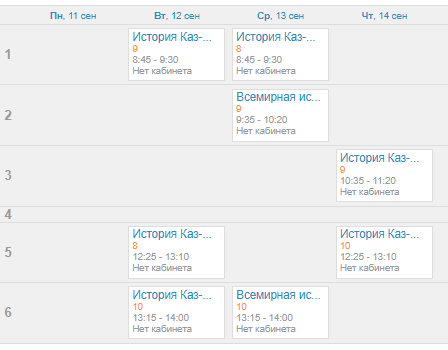 Пн, 11 сен Вт, 12 сен Ср, 13 сен Чт, 14 сен
1
История Каз-...
9
8:45 - 9:30
Нет кабинета
История Каз-...
8
8:45 - 9:30
Нет кабинета
2
Всемирная ис...
9
9:35 - 10:20
Нет кабинета
3
История Каз-...
9
10:35 - 11:20
Нет кабинета
4
5
История Каз-...
8
12:25 - 13:10
Нет кабинета
История Каз-...
10
12:25 - 13:10
Нет кабинета
6
История Каз-...
10
13:15 - 14:00
Нет кабинета
Всемирная ис...
10
13:15 - 14:00
Нет кабинета